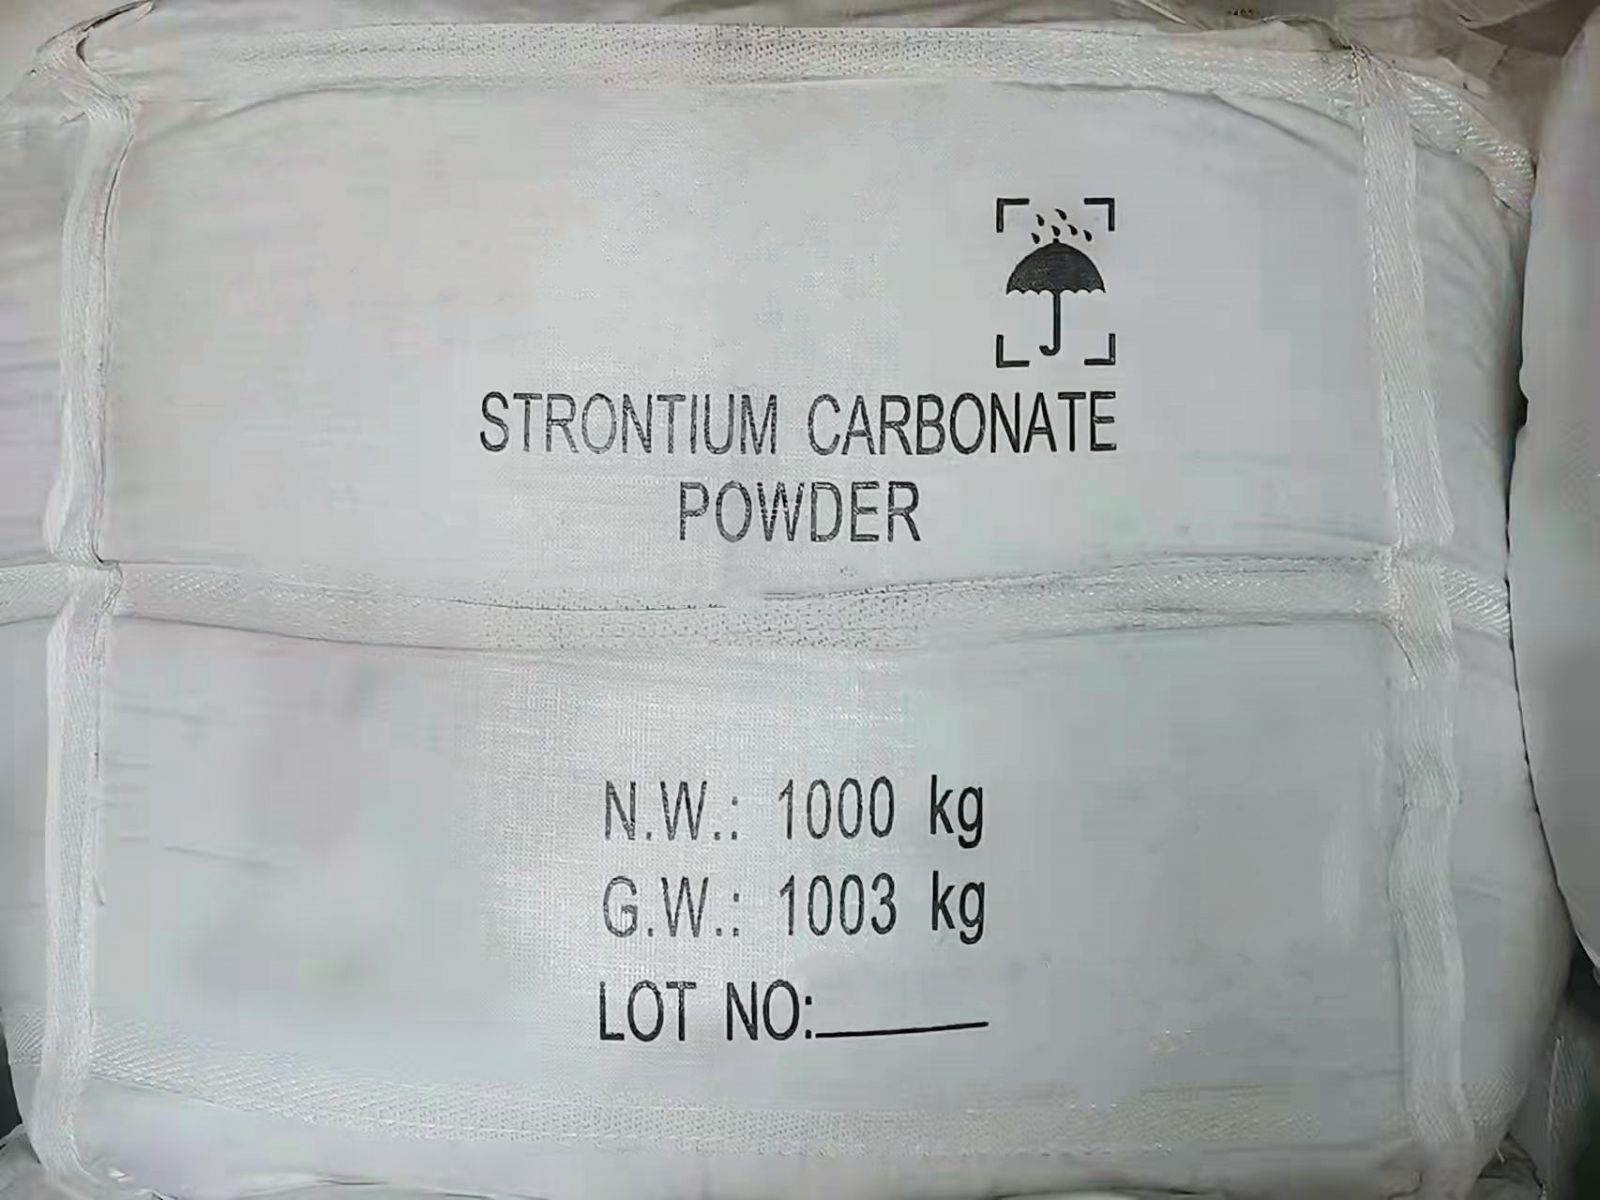 STRONTIUM CARBONATE
POWDER
N.W.: 1000 kg
G.W.: 1003 kg
LOT NO: